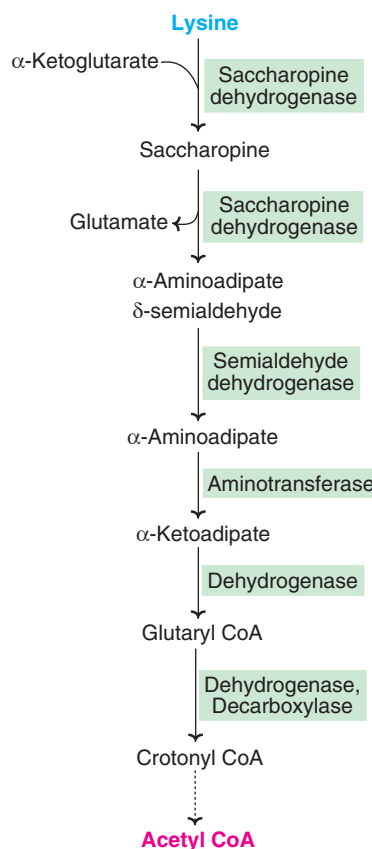 Lysine
α-Ketoglutarate
Saccharopine
dehydrogenase
Saccharopine
Saccharopine
dehydrogenase
Glutamate
α-Aminoadipate
δ-semialdehyde
Semialdehyde
dehydrogenase
α-Aminoadipate
Aminotransferase
α-Ketoadipate
Dehydrogenase
Glutaryl CoA
Dehydrogenase,
Decarboxylase
Crotonyl CoA
Acetyl CoA